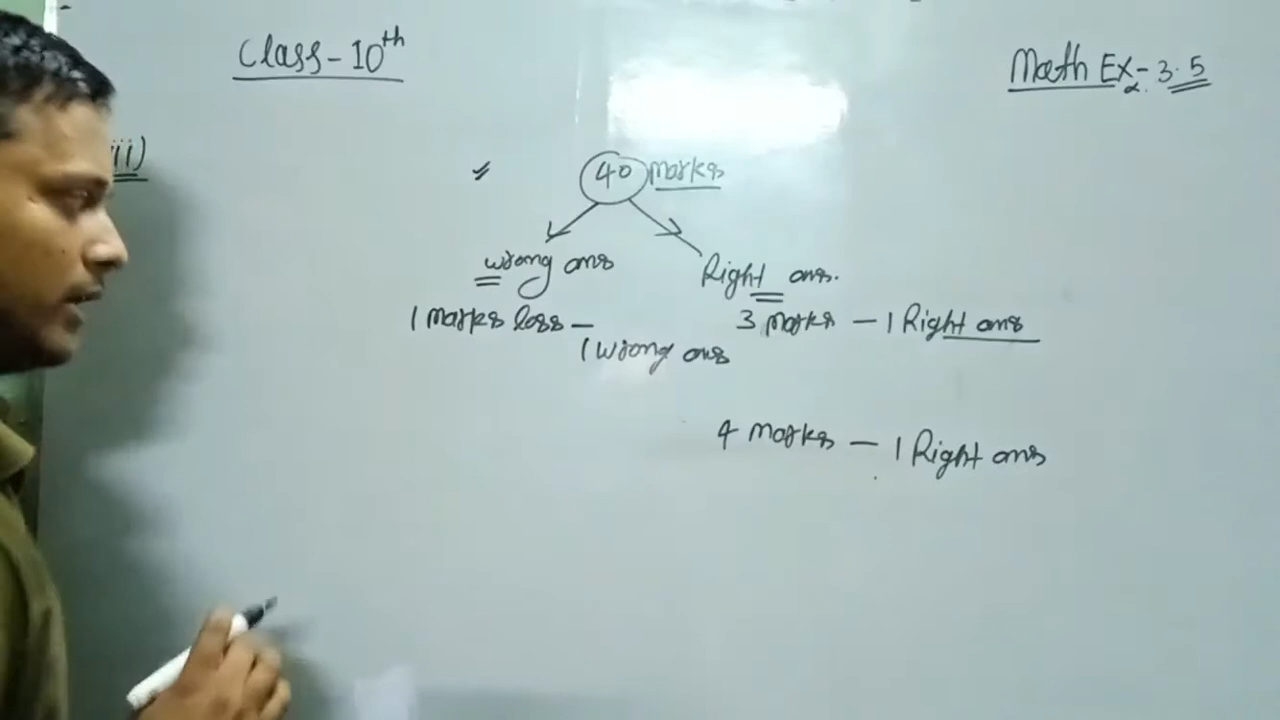 Class-10th
Math Ex-3.5
iii)
40 marks
wrong ans
Right ans.
1 marks loss -
1 wrong ans
3 marks - 1 Right ans
4 marks - 1 Right ans